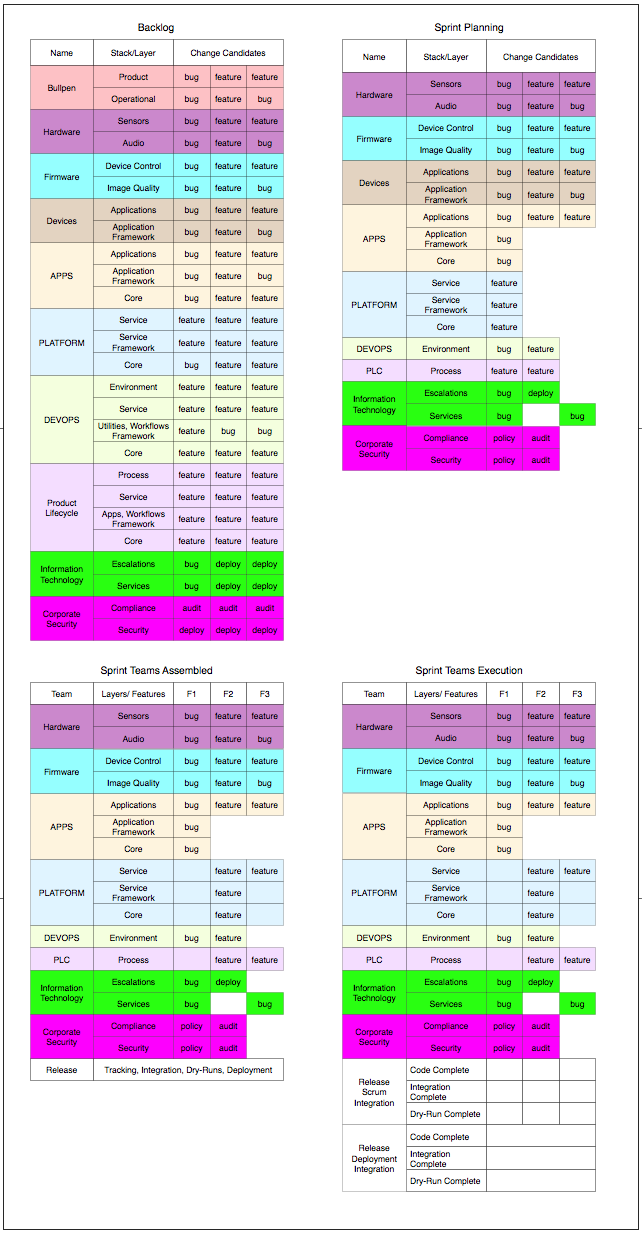 Backlog
Name Stack/Layer Change Candidates
Bullpen
Product bug feature feature
Operational bug feature bug
Hardware
Sensors bug feature feature
Audio bug feature bug
Firmware
Device Control bug feature feature
Image Quality bug feature bug
Devices
Applications bug feature feature
Application
Framework bug feature bug
APPS
Applications bug feature feature
Application
Framework bug feature bug
Core bug feature feature
PLATFORM
Service feature feature feature
Service
Framework feature feature feature
Core bug feature feature
DEVOPS
Environment feature feature feature
Service feature feature feature
Utilities, Workflows
Framework feature bug bug
Core feature feature feature
Product
Lifecycle
Process feature feature feature
Service feature feature feature
Apps, Workflows
Framework feature feature feature
Core feature feature feature
Information
Technology
Escalations bug deploy deploy
Services bug deploy deploy
Corporate
Security
Compliance audit audit audit
Security deploy deploy deploy
Sprint Planning
Name Stack/Layer Change Candidates
Hardware
Sensors bug feature feature
Audio bug feature bug
Firmware
Device Control bug feature feature
Image Quality bug feature bug
Devices
Applications bug feature feature
Application
Framework bug feature bug
APPS
Applications bug feature feature
Application
Framework bug
Core bug
PLATFORM
Service feature
Service
Framework feature
Core feature
DEVOPS Environment bug feature
PLC Process feature feature
Information
Technology
Escalations bug deploy
Services bug bug
Corporate
Security
Compliance policy audit
Security policy audit
Sprint Teams Assembled
Team Layers/ Features F1 F2 F3
Hardware
Sensors bug feature feature
Audio bug feature bug
Firmware
Device Control bug feature feature
Image Quality bug feature bug
APPS
Applications bug feature feature
Application
Framework bug
Core bug
PLATFORM
Service feature feature
Service
Framework feature
Core feature
DEVOPS Environment bug feature
PLC Process feature feature
Information
Technology
Escalations bug deploy
Services bug bug
Corporate
Security
Compliance policy audit
Security policy audit
Release Tracking, Integration, Dry-Runs, Deployment
Sprint Teams Execution
Team Layers/ Features F1 F2 F3
Hardware
Sensors bug feature feature
Audio bug feature bug
Firmware
Device Control bug feature feature
Image Quality bug feature bug
APPS
Applications bug feature feature
Application
Framework bug
Core bug
PLATFORM
Service feature feature
Service
Framework feature
Core feature
DEVOPS Environment bug feature
PLC Process feature feature
Information
Technology
Escalations bug deploy
Services bug bug
Corporate
Security
Compliance policy audit
Security policy audit
Release
Scrum
Integration
Code Complete
Integration
Complete
Dry-Run Complete
Release
Deployment
Integration
Code Complete
Integration
Complete
Dry-Run Complete